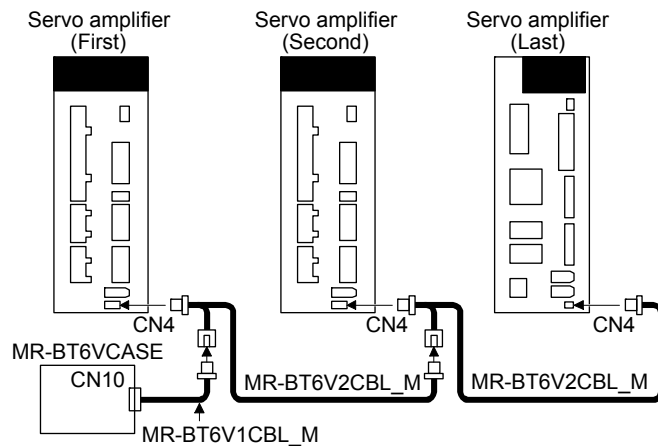 Servo amplifier
(First)
Servo amplifier
(Second)
Servo amplifier
(Last)
CN4
CN4
CN4
MR-BT6VCASE
CN10
MR-BT6V2CBL_M
MR-BT6V2CBL_M
MR-BT6V1CBL_M